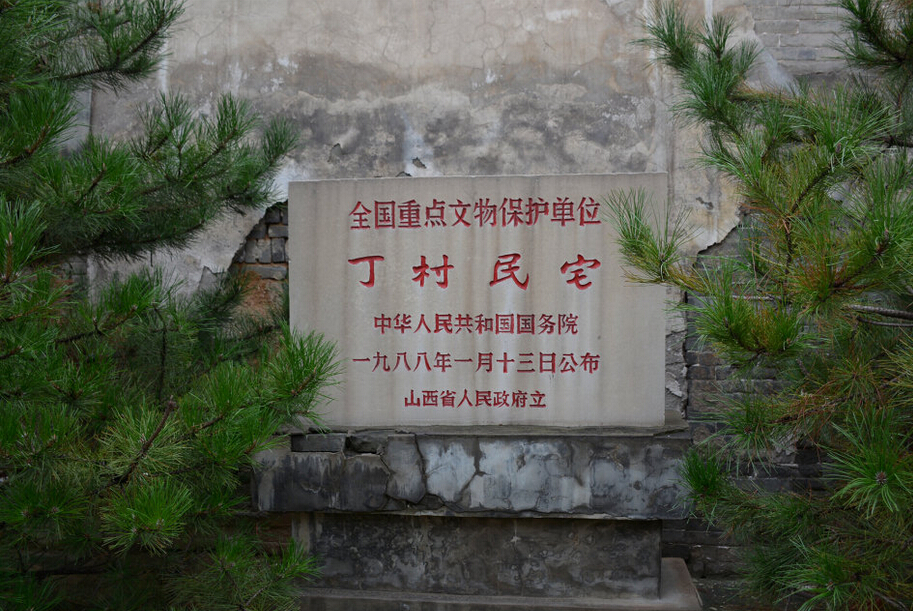 全国重点文物保护单位
丁村民宅
中华人民共和国国务院
一九八八年一月十三日公布
山西省人民政府立